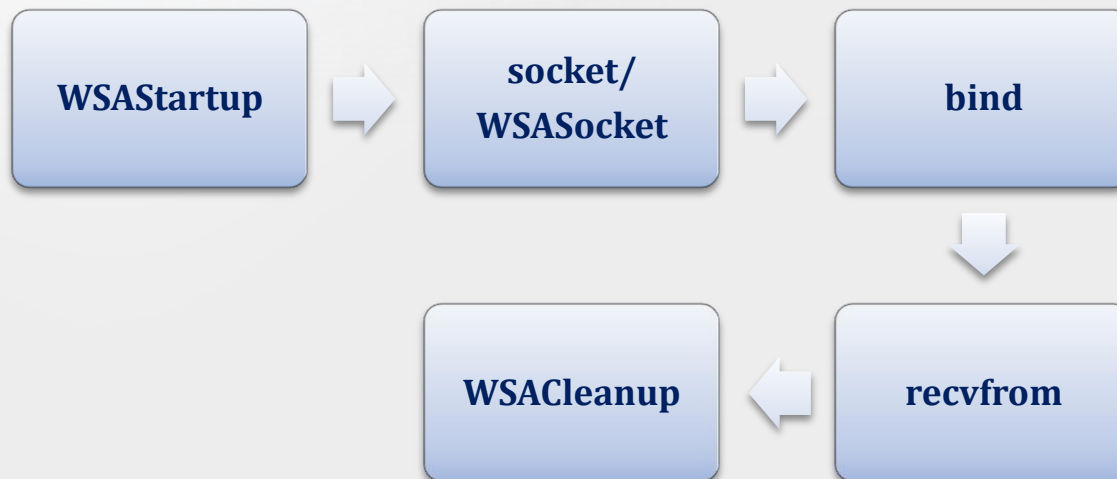 WSAStartup
socket/
WSASocket
bind
recvfrom
WSACleanup